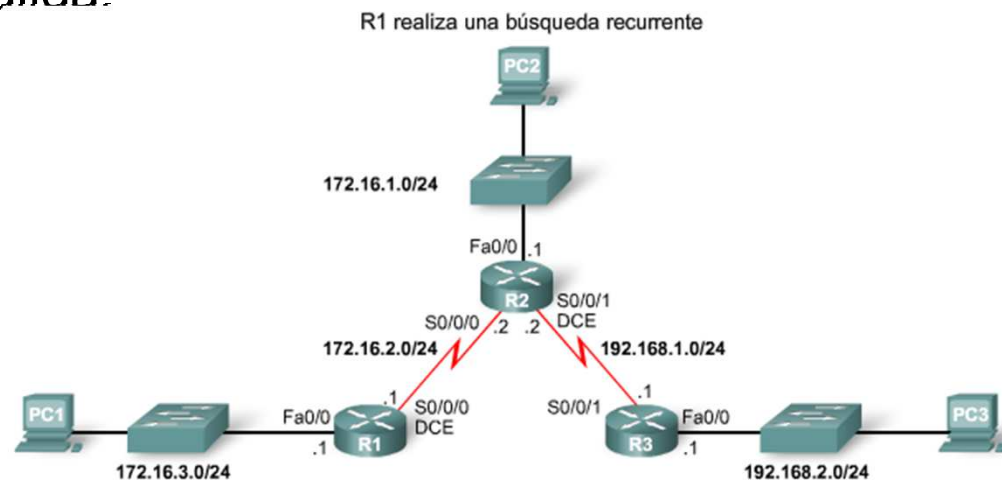 R1 realiza una búsqueda recurrente
PC2
172.16.1.0/24
Fa0/0
.1
R2
S0/0/1
DCE
S0/0/0
.2
.2
172.16.2.0/24
192.168.1.0/24
.1
S0/0/0
DCE
S0/0/1
.1
PC1
Fa0/0
.1
R1
R3
Fa0/0
.1
PC3
172.16.3.0/24
192.168.2.0/24